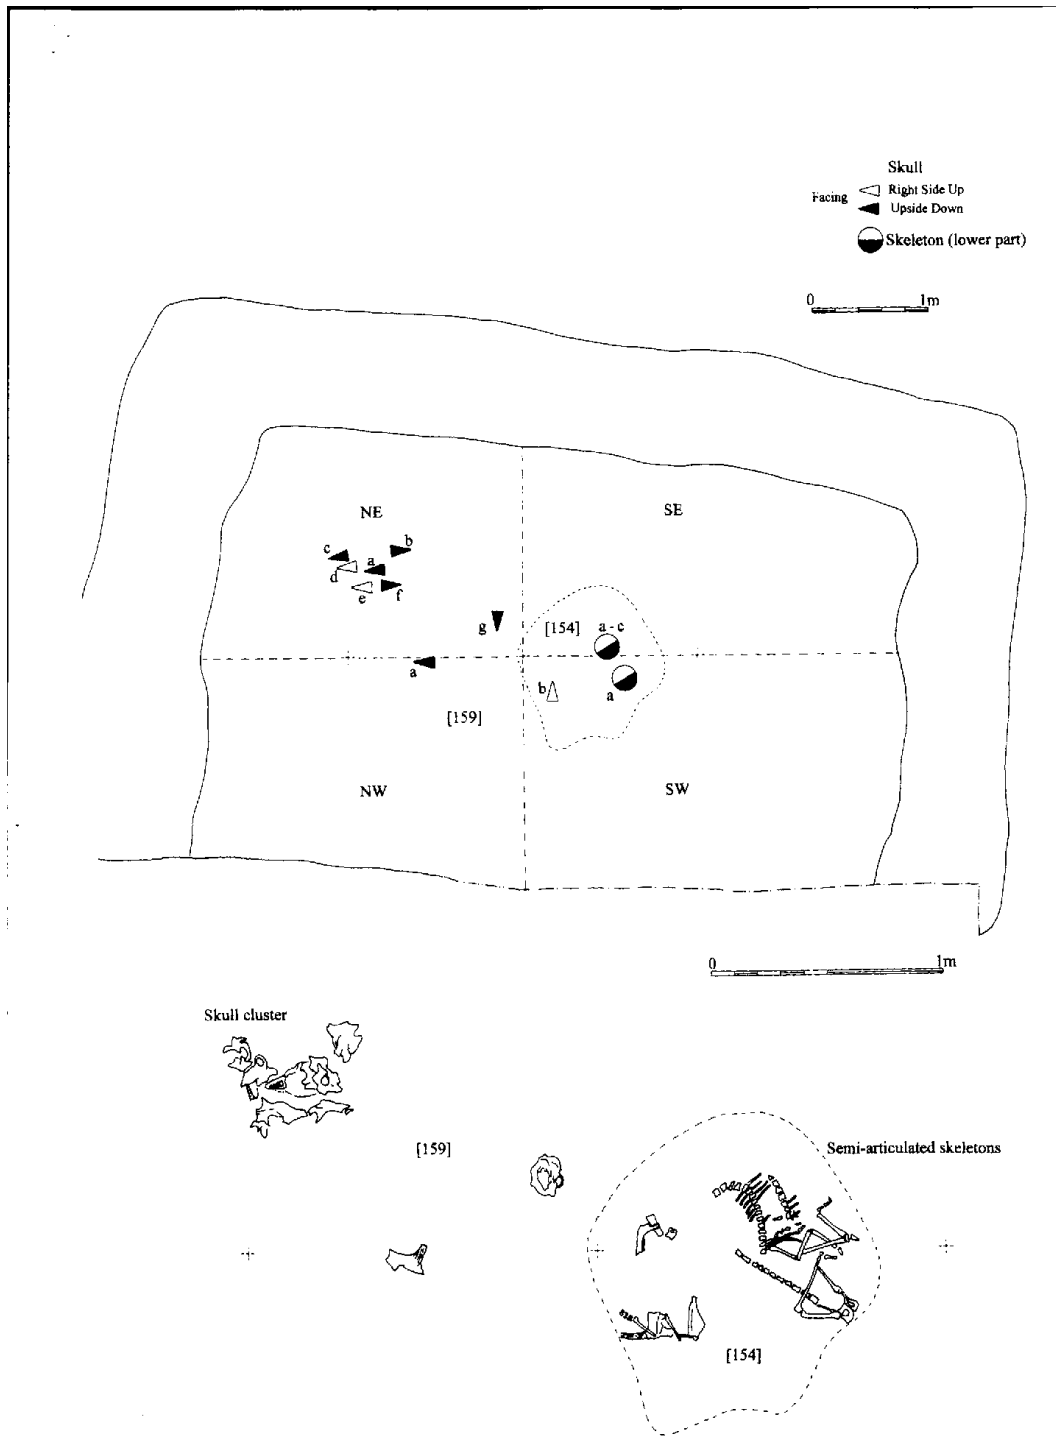 Skull
Facing
Right Side Up
Upside Down
Skeleton (lower part)
0 1m
NE SE
c b
a
d
e f
g [154] a - c
a b a
[159]
NW SW
0 1m
Skull cluster
[159]
Semi-articulated skeletons
[154]